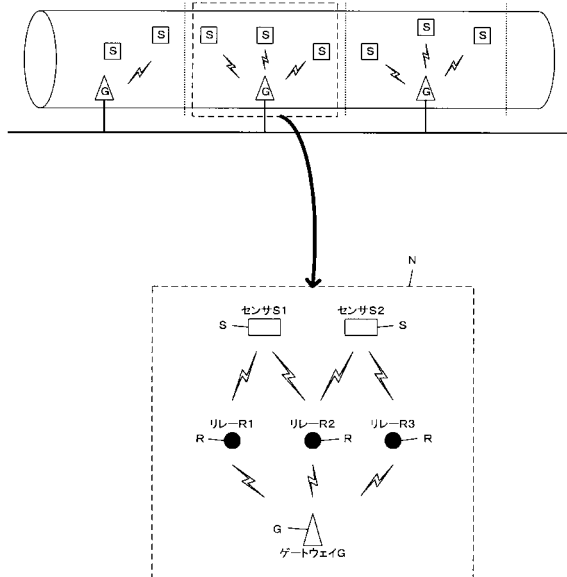 S S S S S S S S
G G G
N
センサS1 センサS2
S S
リレーR1 リレーR2 リレーR3
R R R
G
ゲートウェイG